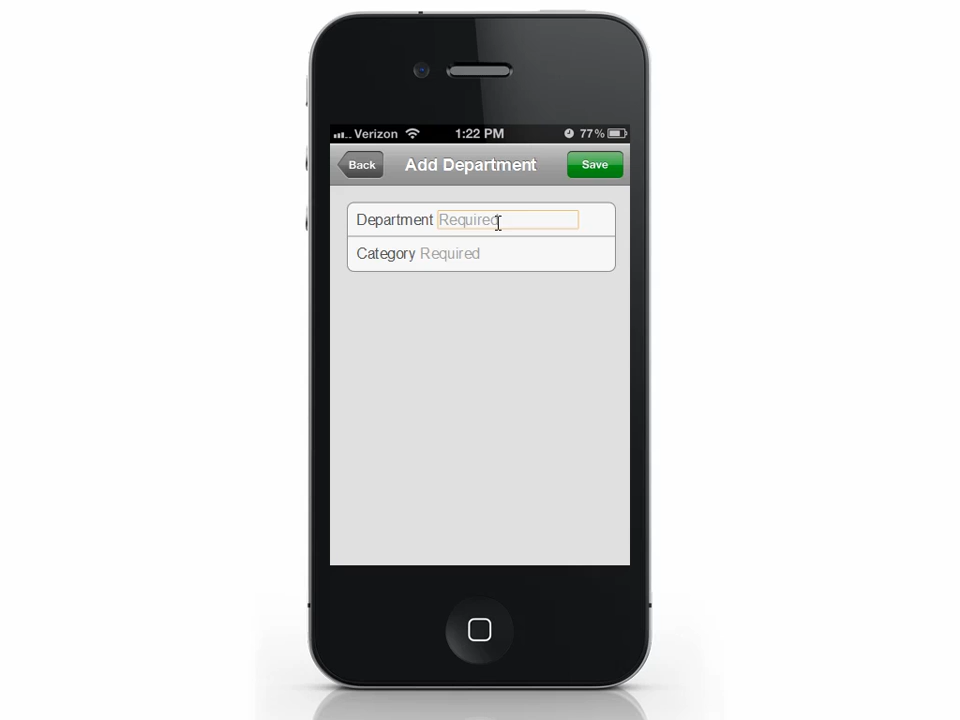 Verizon 1:22 PM 77%
Back Add Department Save
Department Required
Category Required